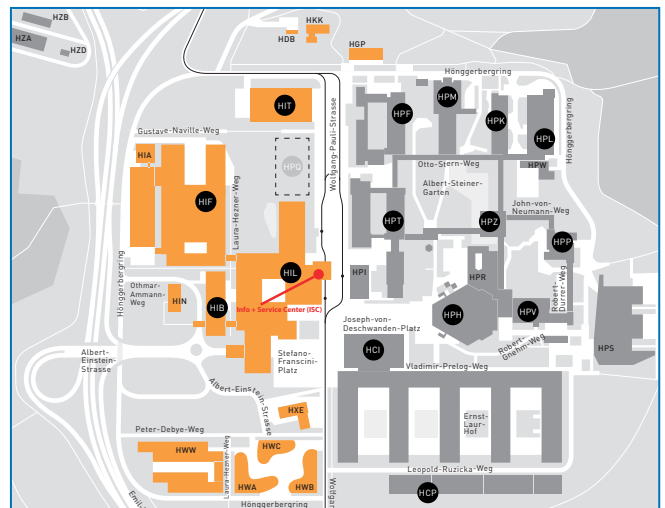 HZB
HKK
HZA
HDB
HZD
HGP
Hönggerbergring
HPM
HIT
HPF
HPK
Wolfgang-Pauli-Strasse
HPL
Hönggerbergring
Gustave-Naville-Weg
HIA
HPQ
Otto-Stern-Weg
HPW
Albert-Steiner-
Garten
HIF
Laura-Hezner-Weg
John-von-
Neumann-Weg
HPT
HPZ
HPP
Hönggerbergring
HIL
HPI
HPR
Othmar-
Ammann-
Weg
HIN
HIB
Info + Service Center (ISC)
Robert-
Durrer-Weg
HPH
HPV
Joseph-von-
Deschwanden-Platz
HCI
Robert-
Gnehm-Weg
HPS
Albert-
Einstein-
Strasse
Stefano-
Franscini-
Platz
Vladimir-Prelog-Weg
Albert-Einstein-Strasse
HXE
Ernst-
Laur-
Hof
Peter-Debye-Weg
HWW
HWC
Laura-Hezner-Weg
Leopold-Ruzicka-Weg
HWA
HWB
HCP
Hönggerbergring